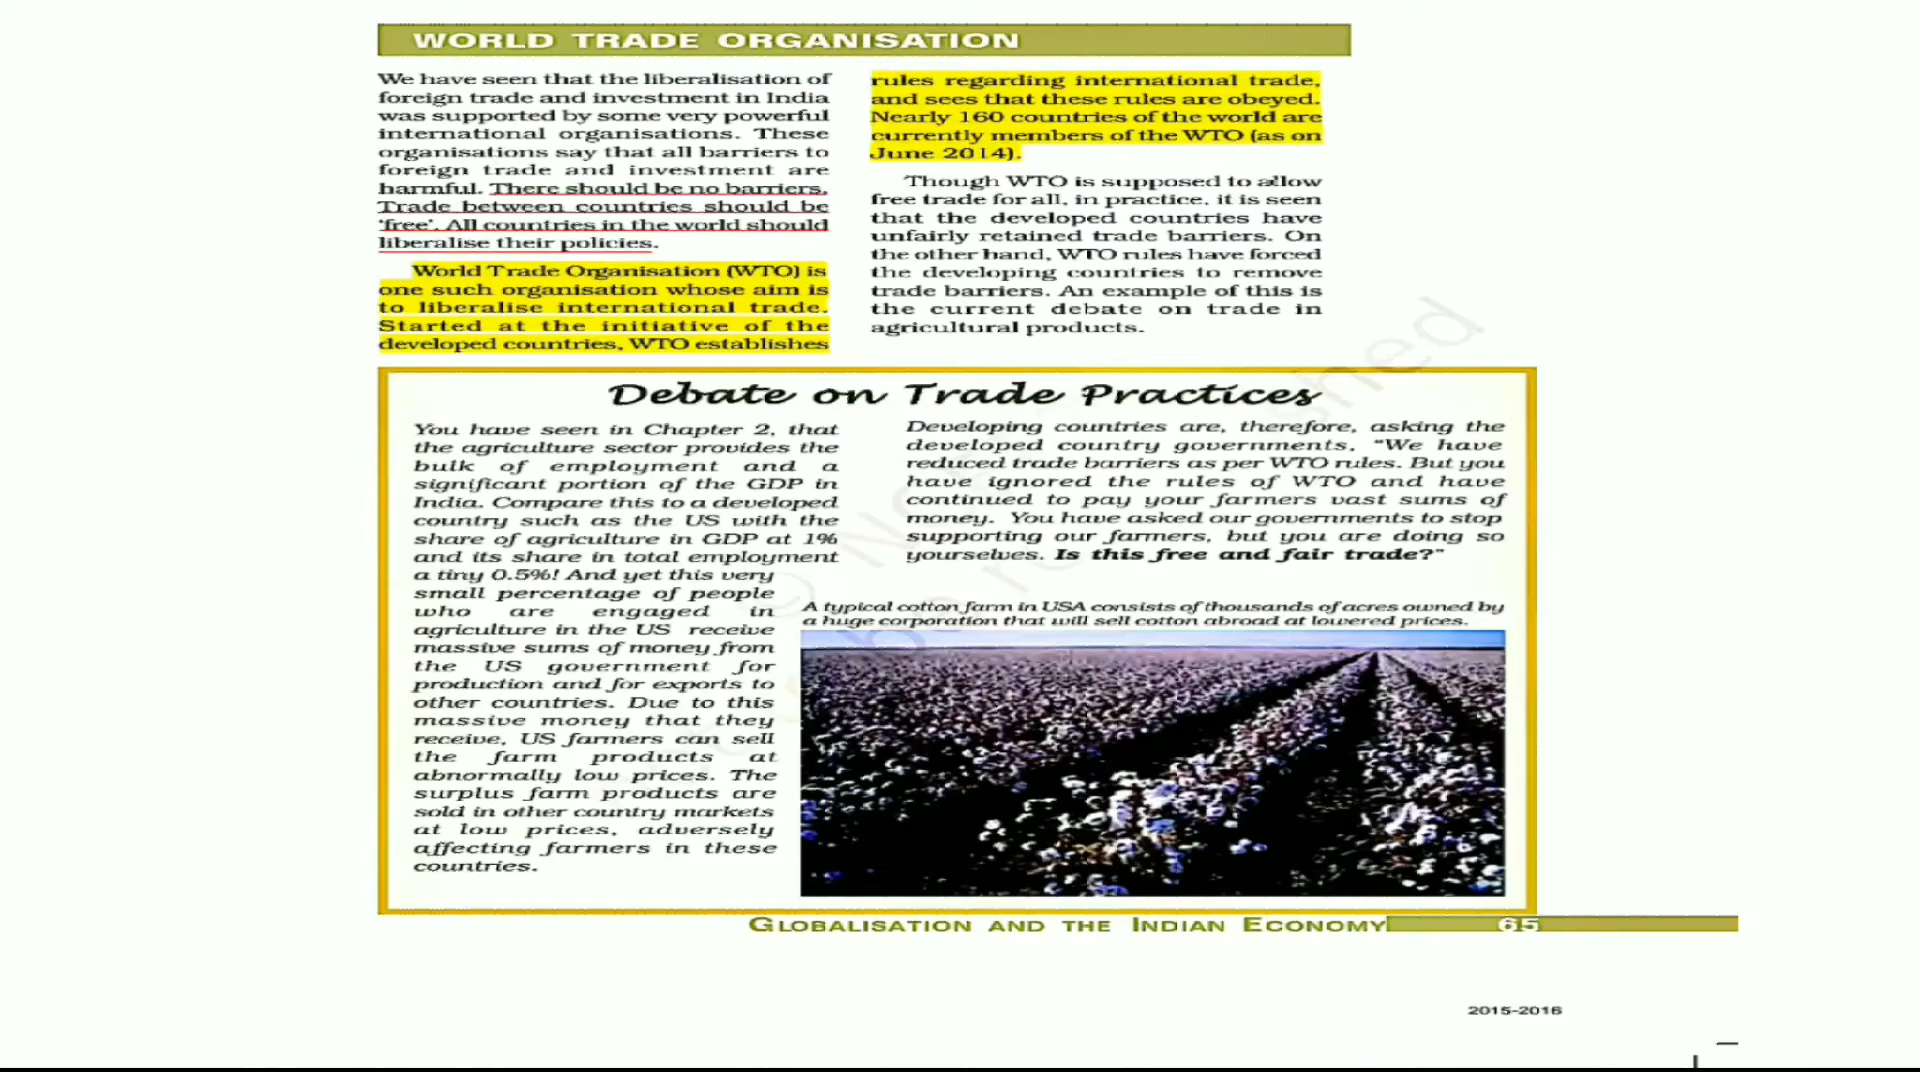 WORLD TRADE ORGANISATION
We have seen that the liberalisation of
foreign trade and investment in India
was supported by some very powerful
international organisations. These
organisations say that all barriers to
foreign trade and investment are
harmful. There should be no barriers.
Trade between countries should be
'free'. All countries in the world should
liberalise their policies.
World Trade Organisation (WTO) is
one such organisation whose aim is
to liberalise international trade.
Started at the initiative of the
developed countries, WTO establishes
rules regarding international trade,
and sees that these rules are obeyed.
Nearly 160 countries of the world are
currently members of the WTO (as on
June 2014).
Though WTO is supposed to allow
free trade for all, in practice, it is seen
that the developed countries have
unfairly retained trade barriers. On
the other hand, WTO rules have forced
the developing countries to remove
trade barriers. An example of this is
the current debate on trade in
agricultural products.
Debate on Trade Practices
You have seen in Chapter 2, that
the agriculture sector provides the
bulk of employment and a
significant portion of the GDP in
India. Compare this to a developed
country such as the US with the
share of agriculture in GDP at 1%
and its share in total employment
a tiny 0.5%! And yet this very
small percentage of people
who are engaged in
agriculture in the US receive
massive sums of money from
the US government for
production and for exports to
other countries. Due to this
massive money that they
receive, US farmers can sell
the farm products at
abnormally low prices. The
surplus farm products are
sold in other country markets
at low prices, adversely
affecting farmers in these
countries.
Developing countries are, therefore, asking the
developed country governments, "We have
reduced trade barriers as per WTO rules. But you
have ignored the rules of WTO and have
continued to pay your farmers vast sums of
money. You have asked our governments to stop
supporting our farmers, but you are doing so
yourselves. Is this free and fair trade?"
A typical cotton farm in USA consists of thousands of acres owned by
a huge corporation that will sell cotton abroad at lowered prices.
GLOBALISATION AND THE INDIAN ECONOMY 65
2015-2016